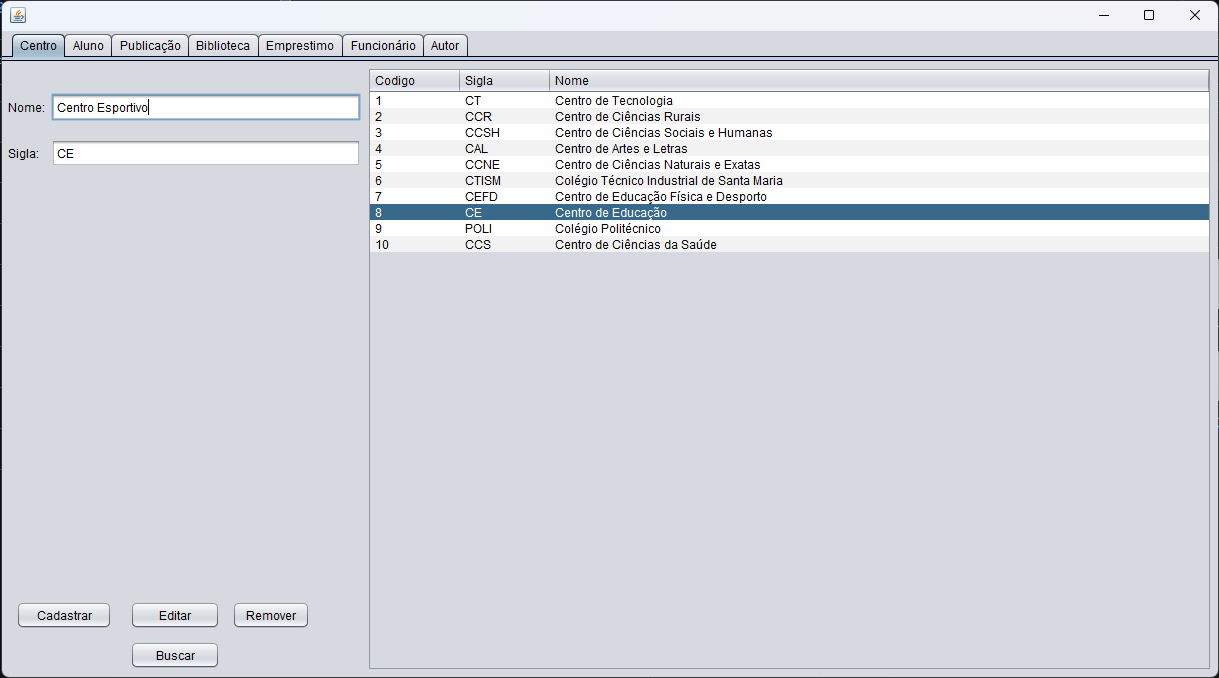 Centro Aluno Publicação Biblioteca Emprestimo Funcionário Autor
Nome: Centro Esportivo
Sigla: CE
Cadastrar Editar Remover
Buscar
Codigo Sigla Nome
1 CT Centro de Tecnologia
2 CCR Centro de Ciências Rurais
3 CCSH Centro de Ciências Sociais e Humanas
4 CAL Centro de Artes e Letras
5 CCNE Centro de Ciências Naturais e Exatas
6 CTISM Colégio Técnico Industrial de Santa Maria
7 CEFD Centro de Educação Física e Desporto
8 CE Centro de Educação
9 POLI Colégio Politécnico
10 CCS Centro de Ciências da Saúde